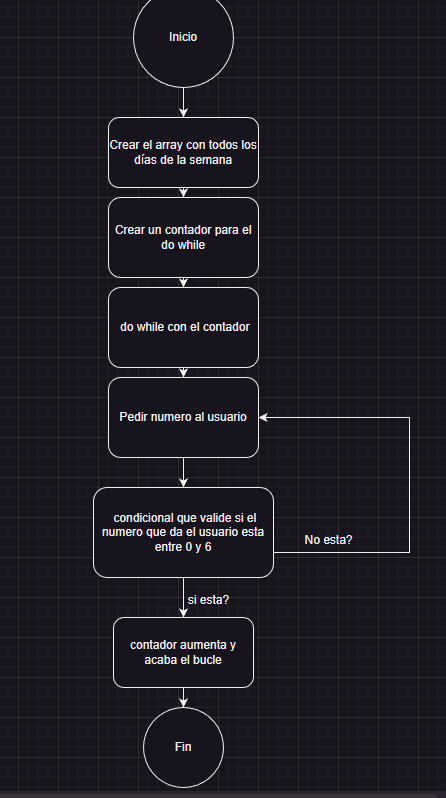 Inicio
Crear el array con todos los
días de la semana
Crear un contador para el
do while
do while con el contador
Pedir numero al usuario
condicional que valide si el
numero que da el usuario esta
entre 0 y 6
No esta?
si esta?
contador aumenta y
acaba el bucle
Fin